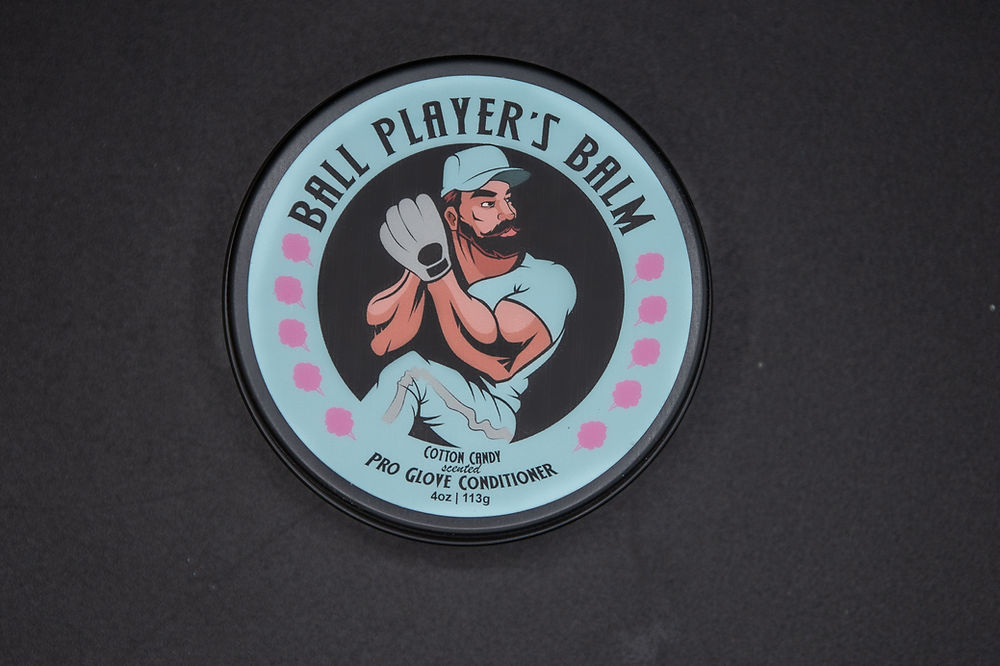 BALL PLAYER'S BALM
COTTON CANDY
scented
PRO GLOVE CONDITIONER
4oz | 113g